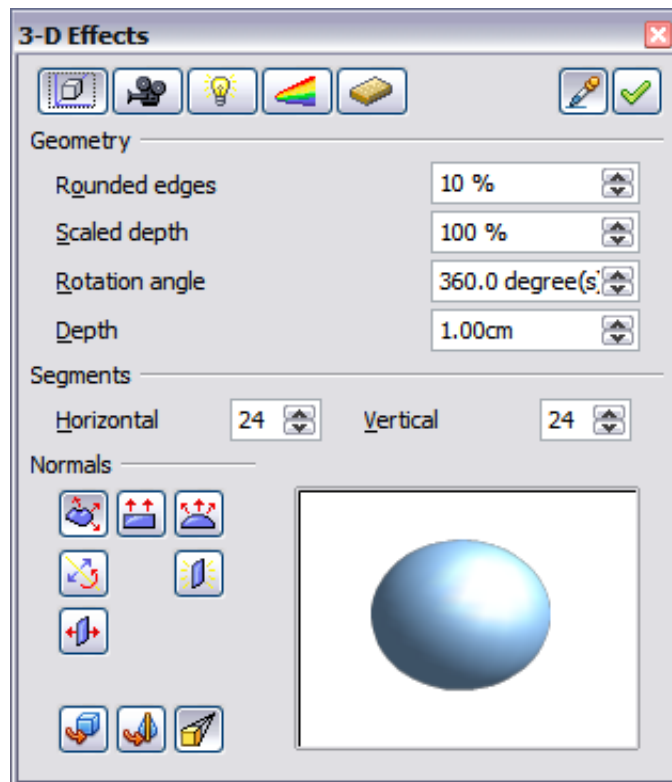 3-D Effects
Geometry
Rounded edges 10 %
Scaled depth 100 %
Rotation angle 360.0 degree(s)
Depth 1.00cm
Segments
Horizontal 24 Vertical 24
Normals